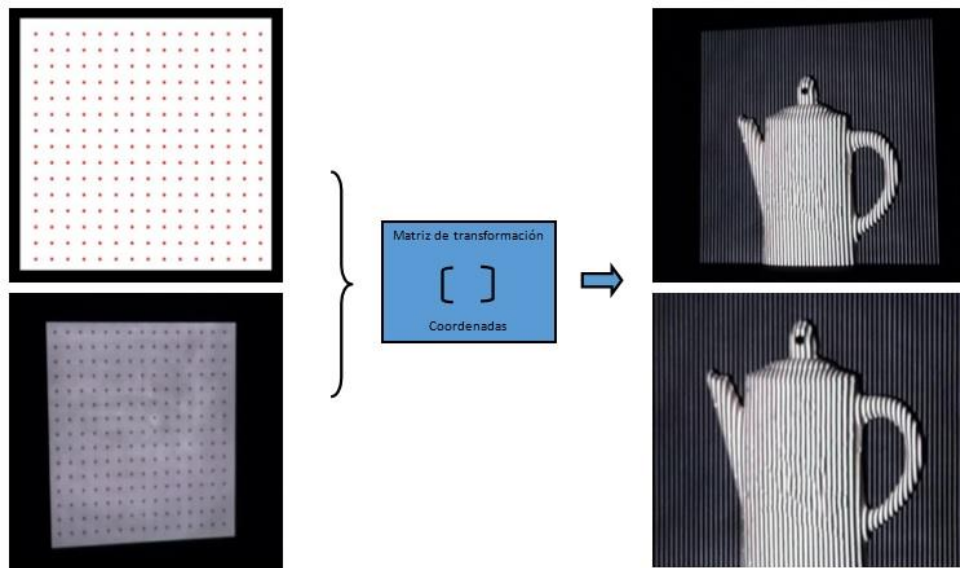 Matriz de transformación
[ ]
Coordenadas